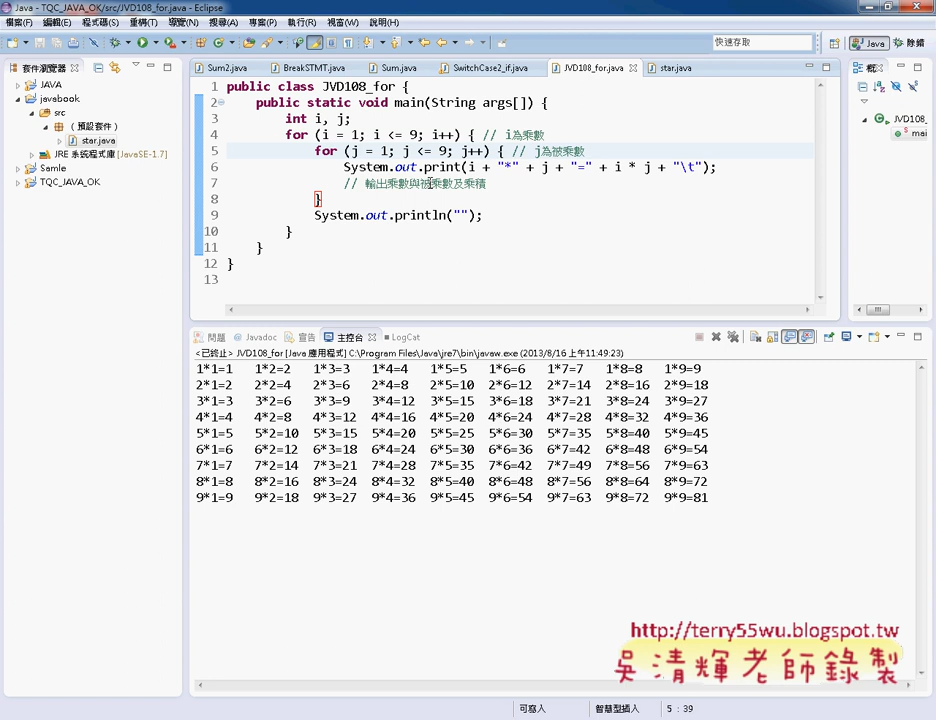 Java - TQC_JAVA_OK/src/JVD108_for.java - Eclipse
檔案(F) 編輯(E) 程式碼(S) 重構(T) 導覽(N) 搜尋(A) 專案(P) 執行(R) 視窗(W) 說明(H)
快速存取 Java 除錯
套件瀏覽器
JAVA
javabook
src
(預設套件)
star.java
JRE 系統程式庫 [JavaSE-1.7]
Samle
TQC_JAVA_OK
Sum2.java BreakSTMT.java Sum.java SwitchCase2_if.java JVD108_for.java star.java
1 public class JVD108_for {
2 public static void main(String args[]) {
3 int i, j;
4 for (i = 1; i <= 9; i++) { // i為乘數
5 for (j = 1; j <= 9; j++) { // j為被乘數
6 System.out.print(i + "*" + j + "=" + i * j + "\t");
7 // 輸出乘數與被乘數及乘積
8 }
9 System.out.println("");
10 }
11 }
12 }
13
概
JVD108_
mai
問題 @ Javadoc 宣告 主控台 LogCat
<已終止> JVD108_for [Java 應用程式] C:\Program Files\Java\jre7\bin\javaw.exe (2013/8/16 上午11:49:23)
1*1=1 1*2=2 1*3=3 1*4=4 1*5=5 1*6=6 1*7=7 1*8=8 1*9=9
2*1=2 2*2=4 2*3=6 2*4=8 2*5=10 2*6=12 2*7=14 2*8=16 2*9=18
3*1=3 3*2=6 3*3=9 3*4=12 3*5=15 3*6=18 3*7=21 3*8=24 3*9=27
4*1=4 4*2=8 4*3=12 4*4=16 4*5=20 4*6=24 4*7=28 4*8=32 4*9=36
5*1=5 5*2=10 5*3=15 5*4=20 5*5=25 5*6=30 5*7=35 5*8=40 5*9=45
6*1=6 6*2=12 6*3=18 6*4=24 6*5=30 6*6=36 6*7=42 6*8=48 6*9=54
7*1=7 7*2=14 7*3=21 7*4=28 7*5=35 7*6=42 7*7=49 7*8=56 7*9=63
8*1=8 8*2=16 8*3=24 8*4=32 8*5=40 8*6=48 8*7=56 8*8=64 8*9=72
9*1=9 9*2=18 9*3=27 9*4=36 9*5=45 9*6=54 9*7=63 9*8=72 9*9=81
http://terry55wu.blogspot.tw
吳清輝老師錄製
可寫入 智慧型插入 5 : 39